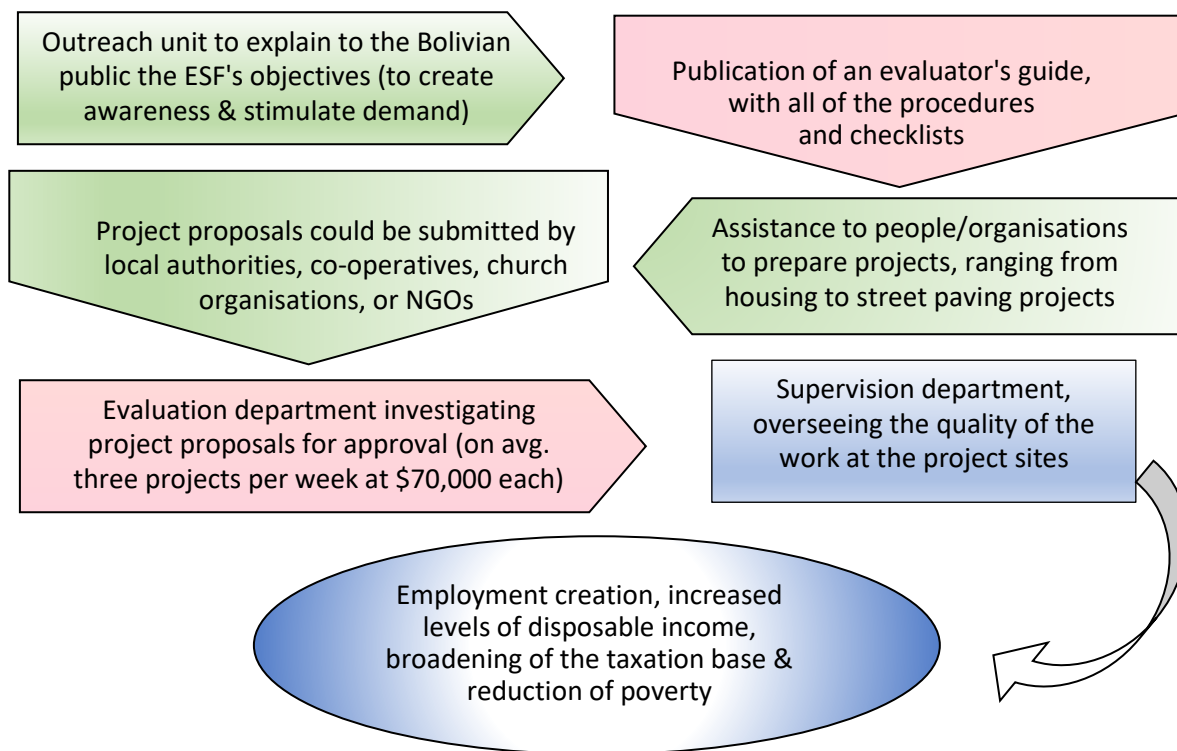 Outreach unit to explain to the Bolivian
public the ESF's objectives (to create
awareness & stimulate demand)
Publication of an evaluator's guide,
with all of the procedures
and checklists
Assistance to people/organisations
to prepare projects, ranging from
housing to street paving projects
Project proposals could be submitted by
local authorities, co-operatives, church
organisations, or NGOs
Evaluation department investigating
project proposals for approval (on avg.
three projects per week at $70,000 each)
Supervision department,
overseeing the quality of the
work at the project sites
Employment creation, increased
levels of disposable income,
broadening of the taxation base &
reduction of poverty